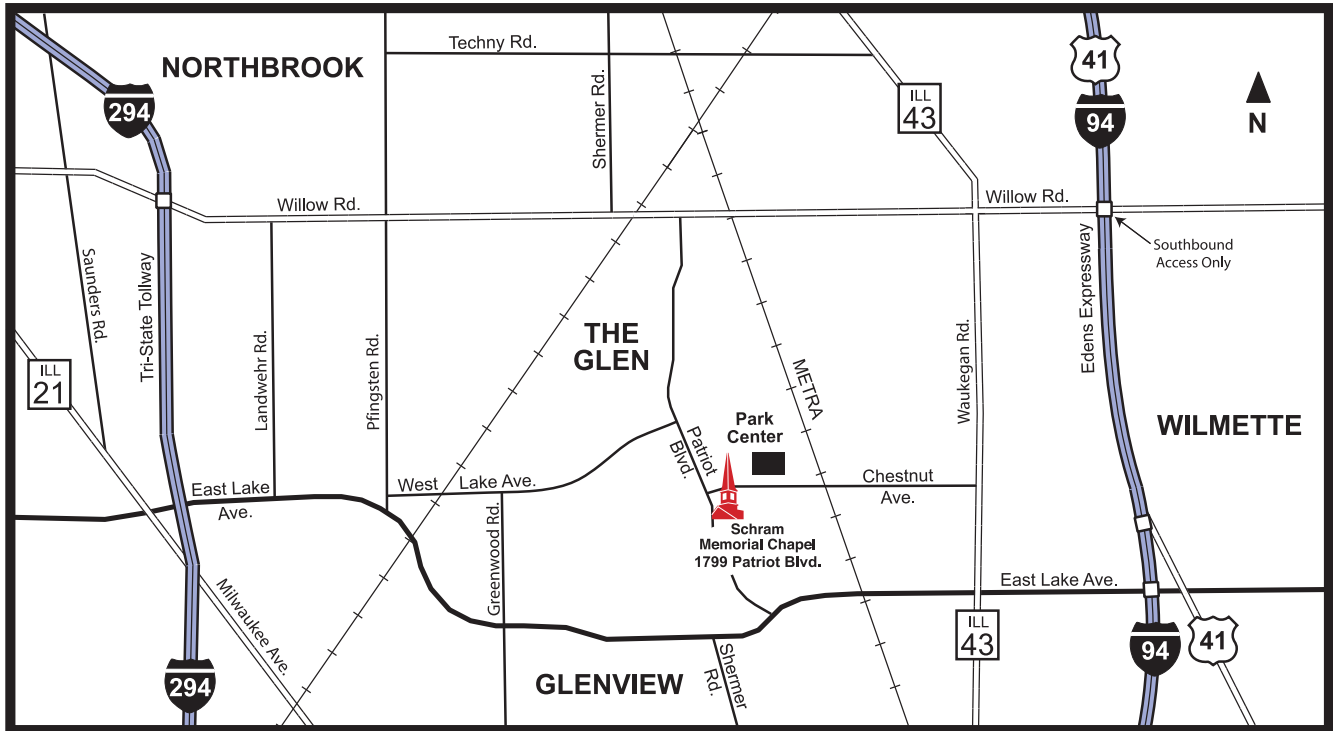 Techny Rd.
NORTHBROOK
41
294
Shermer Rd.
ILL
43
94
N
Willow Rd.
Willow Rd.
Southbound
Access Only
Saunders Rd.
Tri-State Tollway
Landwehr Rd.
Pfingsten Rd.
THE
GLEN
METRA
Waukegan Rd.
Edens Expressway
ILL
21
Park
Center
Patriot
Blvd.
WILMETTE
West Lake Ave.
Chestnut
Ave.
East Lake
Ave.
Greenwood Rd.
Schram
Memorial Chapel
1799 Patriot Blvd.
Milwaukee Ave.
East Lake Ave.
ILL
43
41
94
294
GLENVIEW
Shermer
Rd.